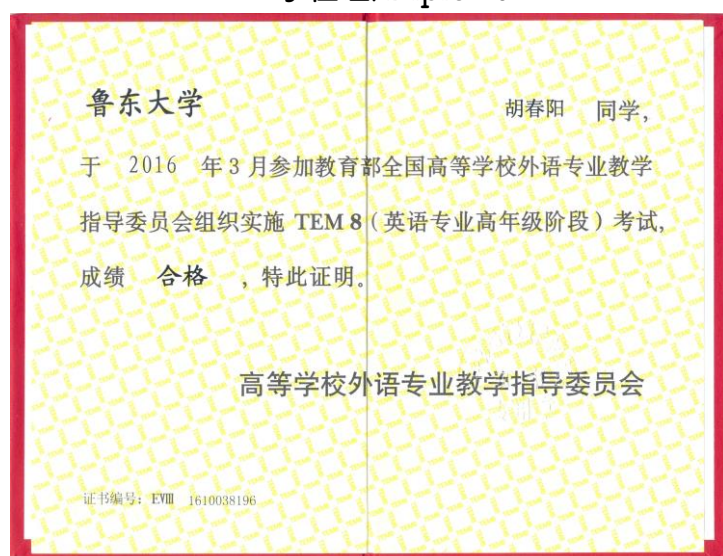 鲁东大学 胡春阳 同学，
于 2016 年 3 月参加教育部全国高等学校外语专业教学
指导委员会组织实施 TEM 8（英语专业高年级阶段）考试，
成绩 合格 ，特此证明。
高等学校外语专业教学指导委员会
证书编号：EⅧ 1610038196